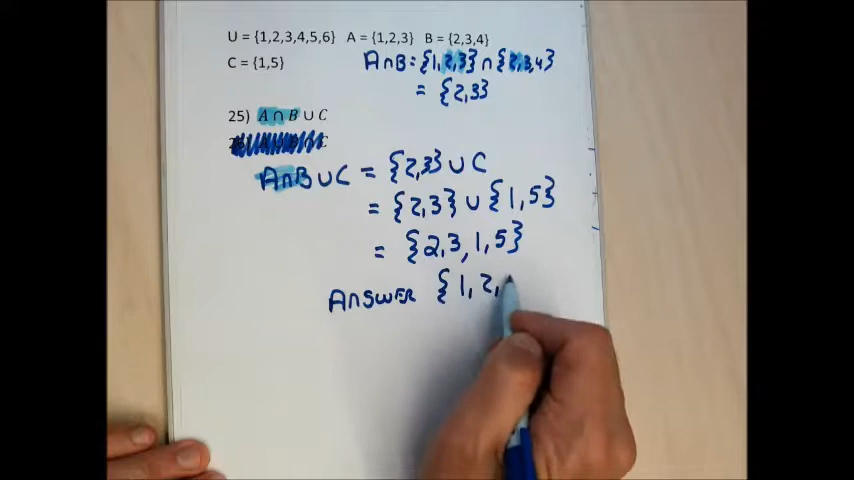 U = {1,2,3,4,5,6} A = {1,2,3} B = {2,3,4}
C = {1,5}
A∩B = {1,2,3} ∩ {2,3,4}
= {2,3}
25) A ∩ B ∪ C
A∩B∪C = {2,3} ∪ C
= {2,3} ∪ {1,5}
= {2,3,1,5}
ANSWER {1,2,